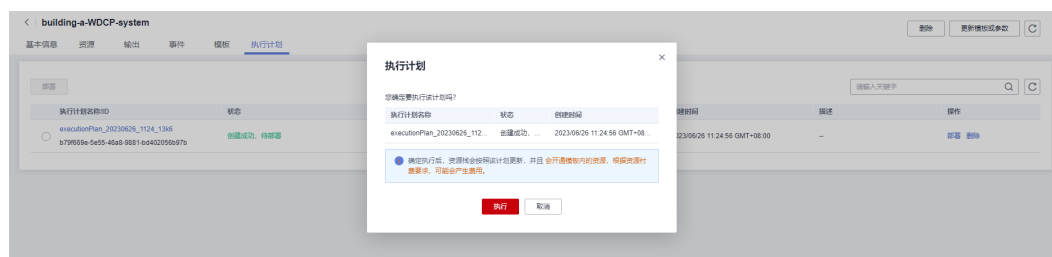 building-a-WDCP-system
删除 更新模板或参数
基本信息 资源 输出 事件 模板 执行计划
部署
请输入关键字
执行计划名称/ID 状态 创建时间 描述 操作
executionPlan_20230626_1124_13k6
b79f669e-5e55-46a8-9881-bd402056b97b
创建成功，待部署
2023/06/26 11:24:56 GMT+08:00 -- 部署 删除
执行计划
您确定要执行该计划吗？
执行计划名称 状态 创建时间
executionPlan_20230626_112... 创建成功，... 2023/06/26 11:24:56 GMT+08...
确定执行后，资源栈会按照该计划更新，并且 会开通模板内的资源，根据资源付
费要求，可能会产生费用。
执行 取消